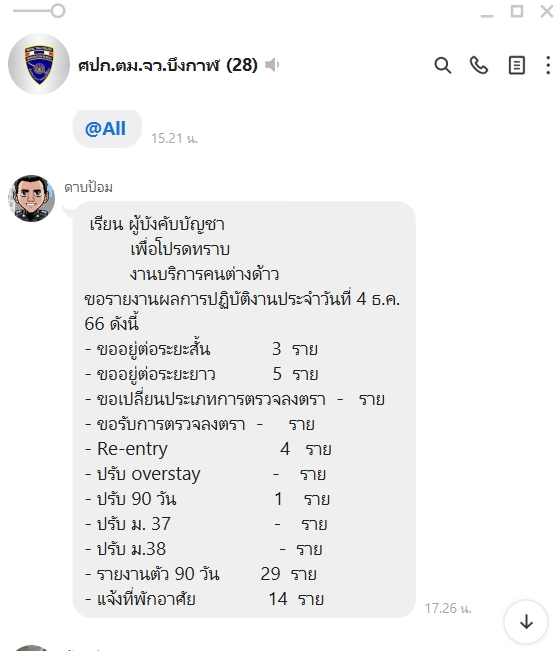 ศปก.ตม.จว.บึงกาฬ (28)
@All
15.21 น.
ดาบป้อม
เรียน ผู้บังคับบัญชา
เพื่อโปรดทราบ
งานบริการคนต่างด้าว
ขอรายงานผลการปฏิบัติงานประจำวันที่ 4 ธ.ค.
66 ดังนี้
- ขออยู่ต่อระยะสั้น 3 ราย
- ขออยู่ต่อระยะยาว 5 ราย
- ขอเปลี่ยนประเภทการตรวจลงตรา - ราย
- ขอรับการตรวจลงตรา - ราย
- Re-entry 4 ราย
- ปรับ overstay - ราย
- ปรับ 90 วัน 1 ราย
- ปรับ ม. 37 - ราย
- ปรับ ม.38 - ราย
- รายงานตัว 90 วัน 29 ราย
- แจ้งที่พักอาศัย 14 ราย
17.26 น.